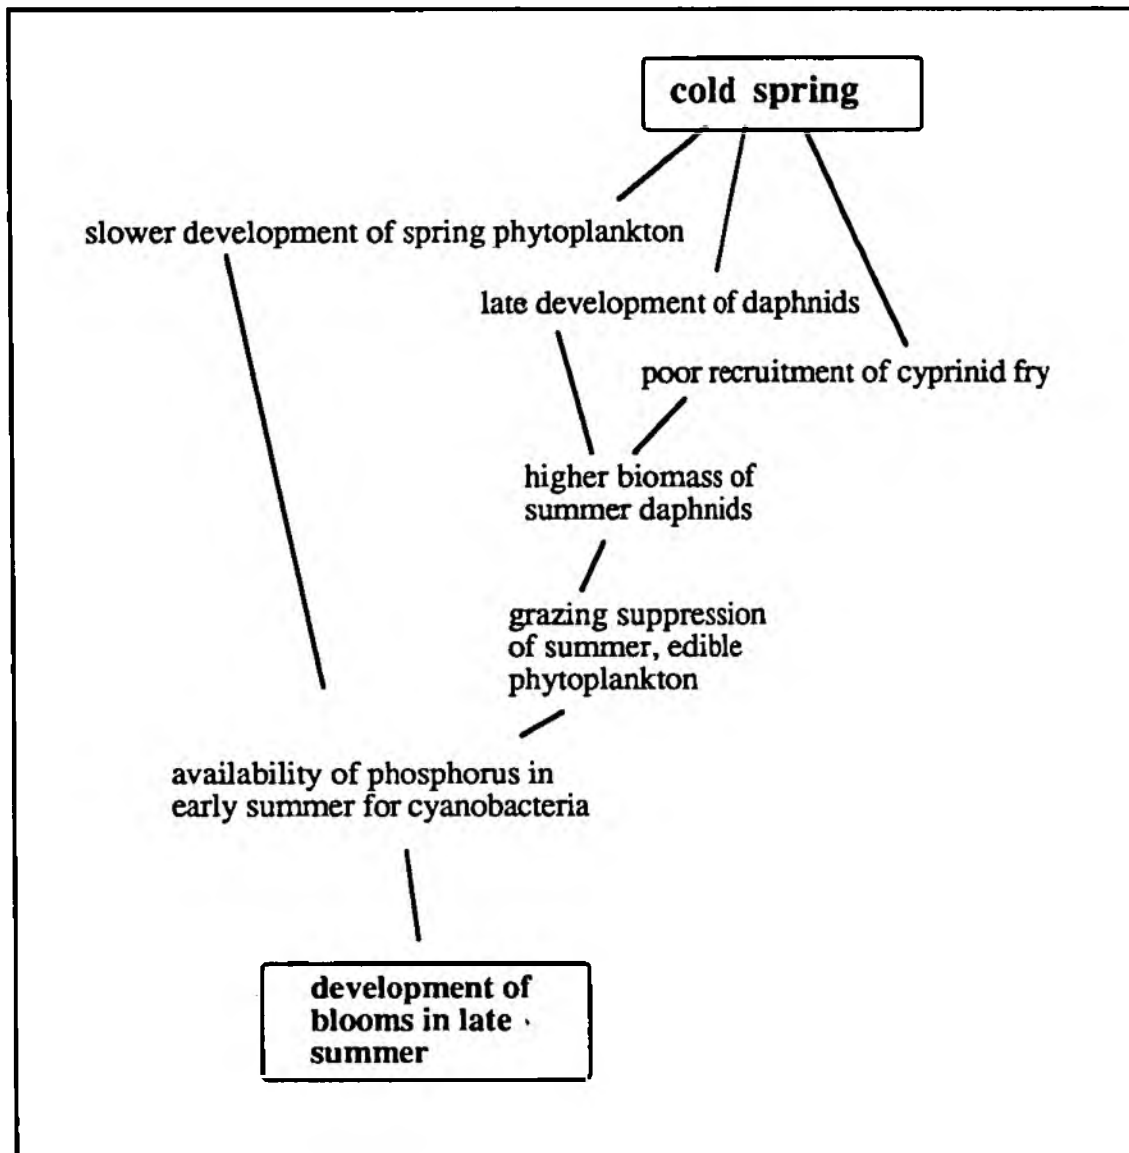 cold spring
slower development of spring phytoplankton
late development of daphnids
poor recruitment of cyprinid fry
higher biomass of
summer daphnids
grazing suppression
of summer, edible
phytoplankton
availability of phosphorus in
early summer for cyanobacteria
development of
blooms in late
summer